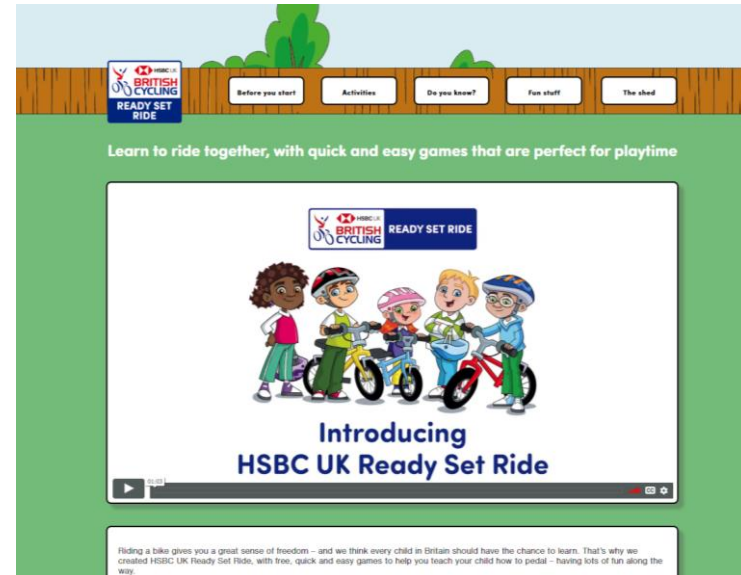 HSBC UK
BRITISH
CYCLING
READY SET
RIDE
Before you start
Activities
Do you know?
Fun stuff
The shed
Learn to ride together, with quick and easy games that are perfect for playtime
HSBC UK
BRITISH
CYCLING
READY SET RIDE
Introducing
HSBC UK Ready Set Ride
01:03
CC
Riding a bike gives you a great sense of freedom – and we think every child in Britain should have the chance to learn. That's why we
created HSBC UK Ready Set Ride, with free, quick and easy games to help you teach your child how to pedal – having lots of fun along the
way.